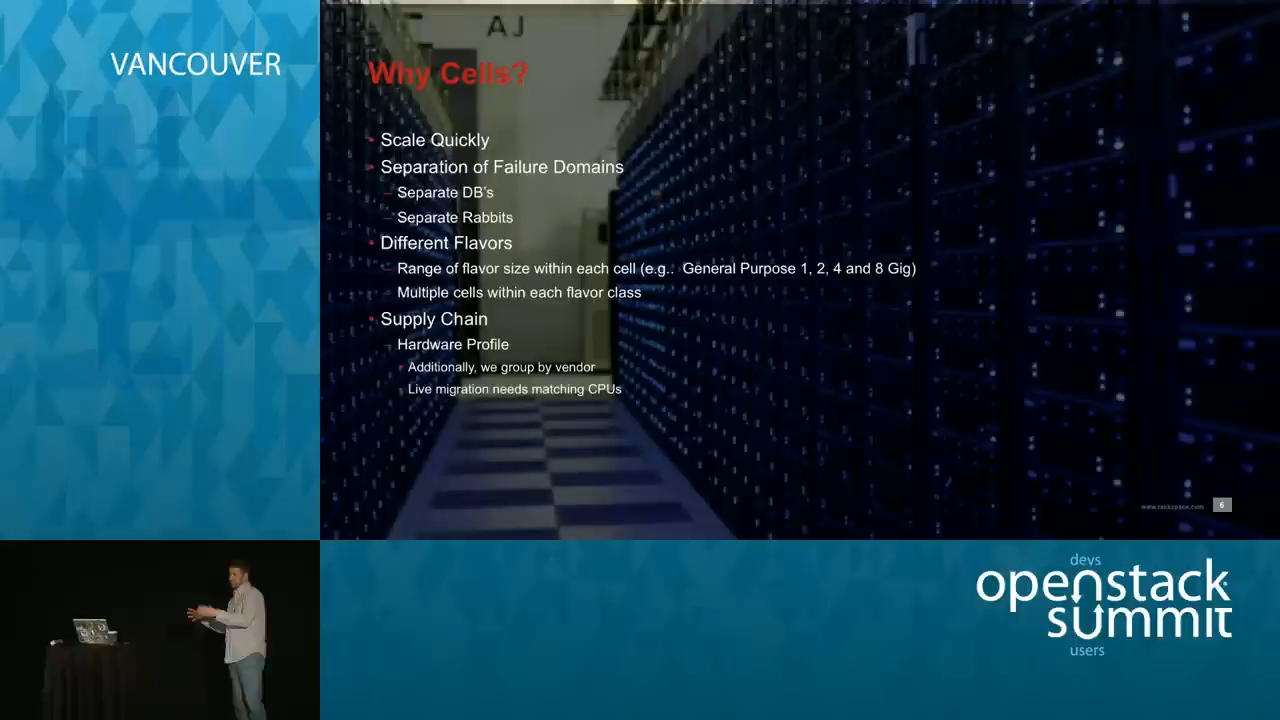 VANCOUVER
AJ
Why Cells?
Scale Quickly
Separation of Failure Domains
Separate DB's
Separate Rabbits
Different Flavors
Range of flavor size within each cell (e.g.. General Purpose 1, 2, 4 and 8 Gig)
Multiple cells within each flavor class
Supply Chain
Hardware Profile
Additionally, we group by vendor
Live migration needs matching CPUs
www.rackspace.com
6
devs
openstack
summit
users